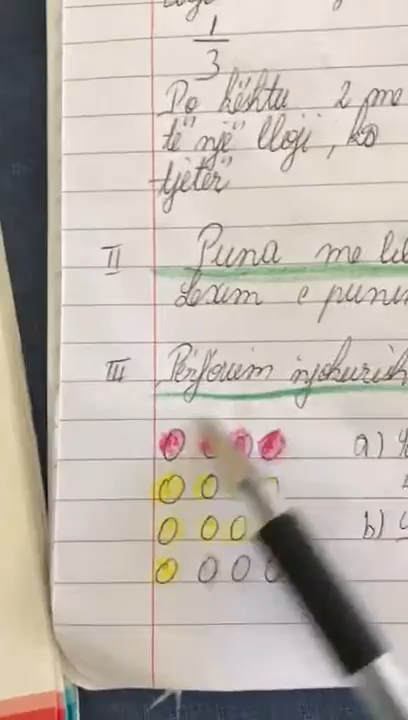 1
3
Po kështu 2 me
të një lloji, ko
tjetër
II Puna me li
Lexim e punim
III Përforcim njohurish
a)
b)